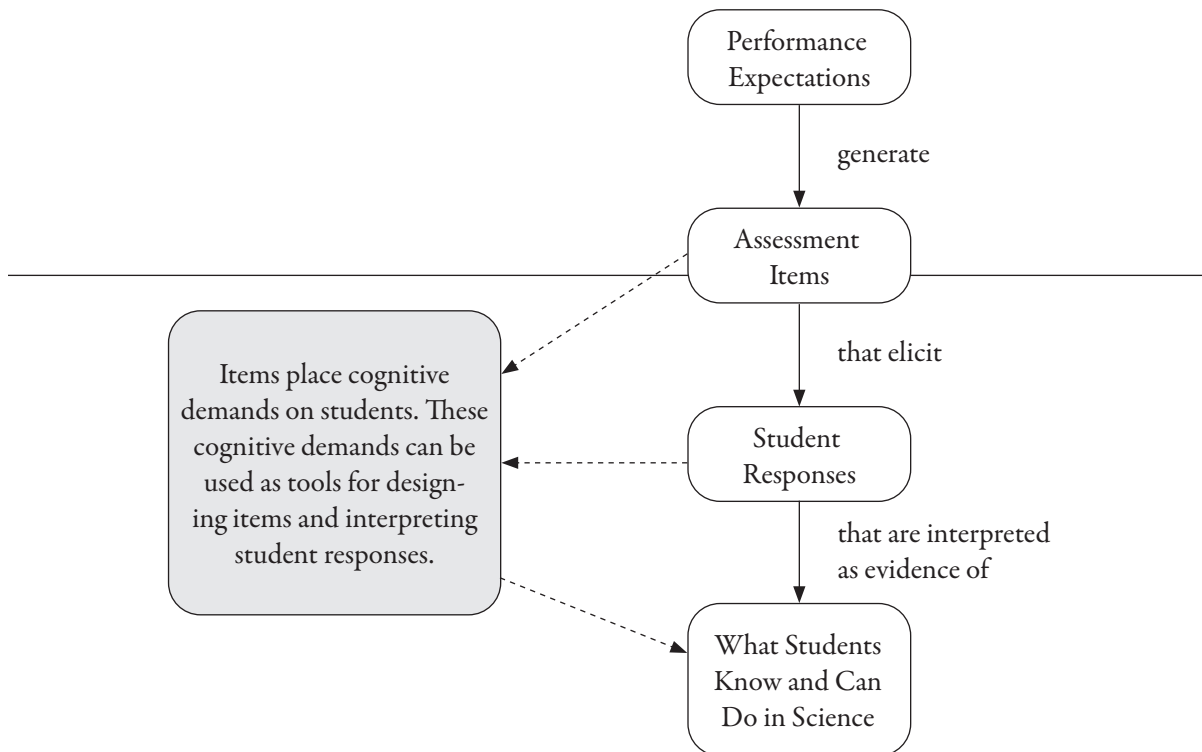 Performance
Expectations
generate
Assessment
Items
Items place cognitive
demands on students. These
cognitive demands can be
used as tools for design-
ing items and interpreting
student responses.
that elicit
Student
Responses
that are interpreted
as evidence of
What Students
Know and Can
Do in Science